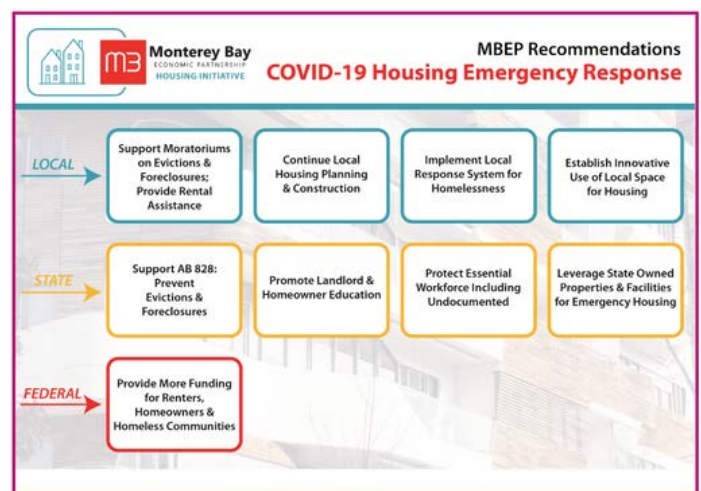 M3
Monterey Bay
ECONOMIC PARTNERSHIP
HOUSING INITIATIVE
MBEP Recommendations
COVID-19 Housing Emergency Response
LOCAL
Support Moratoriums
on Evictions &
Foreclosures;
Provide Rental
Assistance
Continue Local
Housing Planning
& Construction
Implement Local
Response System for
Homelessness
Establish Innovative
Use of Local Space
for Housing
STATE
Support AB 828:
Prevent
Evictions &
Foreclosures
Promote Landlord &
Homeowner Education
Protect Essential
Workforce Including
Undocumented
Leverage State Owned
Properties & Facilities
for Emergency Housing
FEDERAL
Provide More Funding
for Renters,
Homeowners &
Homeless Communities